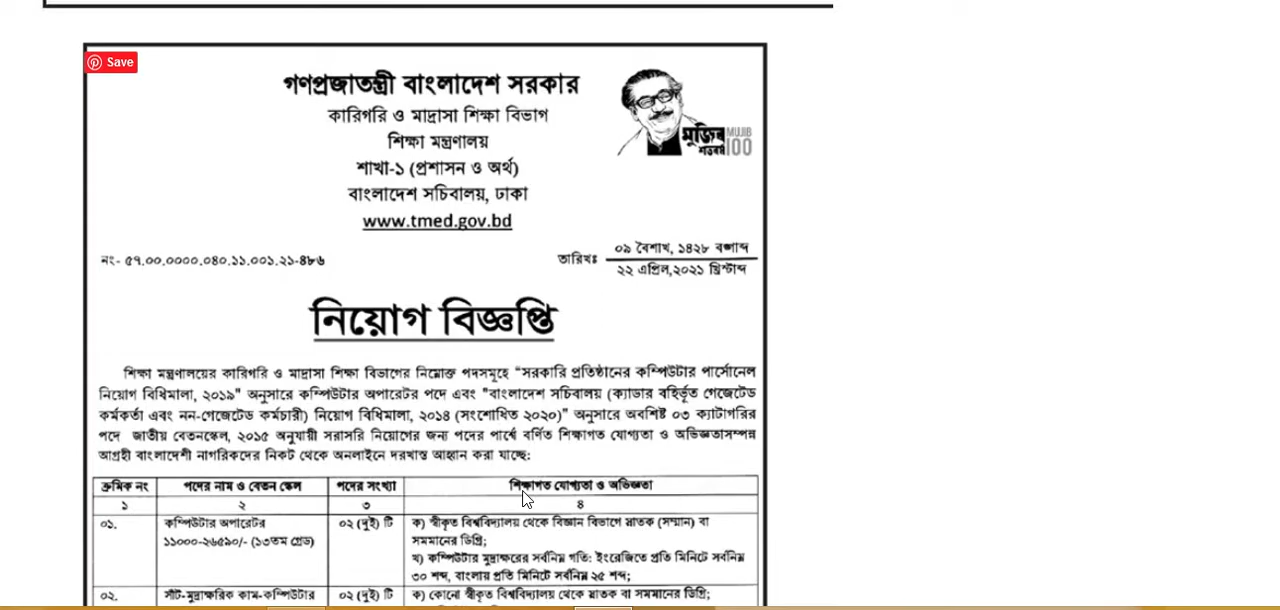 Save
গণপ্রজাতন্ত্রী বাংলাদেশ সরকার
কারিগরি ও মাদ্রাসা শিক্ষা বিভাগ
শিক্ষা মন্ত্রণালয়
শাখা-১ (প্রশাসন ও অর্থ)
বাংলাদেশ সচিবালয়, ঢাকা
www.tmed.gov.bd
মুজিব MUJIB
শতবর্ষ 100
নং- ৫৭.০০.০০০০.০৪০.১১.০০১.২১-৪৮৬
তারিখঃ ০৯ বৈশাখ, ১৪২৮ বঙ্গাব্দ
২২ এপ্রিল,২০২১ খ্রিস্টাব্দ
নিয়োগ বিজ্ঞপ্তি
শিক্ষা মন্ত্রণালয়ের কারিগরি ও মাদ্রাসা শিক্ষা বিভাগের নিম্নোক্ত পদসমূহে "সরকারি প্রতিষ্ঠানের কম্পিউটার পার্সোনেল
নিয়োগ বিধিমালা, ২০১৯" অনুসারে কম্পিউটার অপারেটর পদে এবং "বাংলাদেশ সচিবালয় (ক্যাডার বহির্ভূত গেজেটেড
কর্মকর্তা এবং নন-গেজেটেড কর্মচারী) নিয়োগ বিধিমালা, ২০১৪ (সংশোধিত ২০২০)" অনুসারে অবশিষ্ট ০৩ ক্যাটাগরির
পদে জাতীয় বেতনস্কেল, ২০১৫ অনুযায়ী সরাসরি নিয়োগের জন্য পদের পার্শ্বে বর্ণিত শিক্ষাগত যোগ্যতা ও অভিজ্ঞতাসম্পন্ন
আগ্রহী বাংলাদেশী নাগরিকদের নিকট থেকে অনলাইনে দরখাস্ত আহ্বান করা যাচ্ছে:
ক্রমিক নং পদের নাম ও বেতন স্কেল পদের সংখ্যা শিক্ষাগত যোগ্যতা ও অভিজ্ঞতা
১ ২ ৩ ৪
০১. কম্পিউটার অপারেটর ০২ (দুই) টি ক) স্বীকৃত বিশ্ববিদ্যালয় থেকে বিজ্ঞান বিভাগে স্নাতক (সম্মান) বা
১১০০০-২৬৫৯০/- (১৩তম গ্রেড) সমমানের ডিগ্রি;
খ) কম্পিউটার মুদ্রাক্ষরের সর্বনিম্ন গতি: ইংরেজিতে প্রতি মিনিটে সর্বনিম্ন
৩০ শব্দ, বাংলায় প্রতি মিনিটে সর্বনিম্ন ২৫ শব্দ;
০২. সাঁট-মুদ্রাক্ষরিক কাম-কম্পিউটার ০২ (দুই) টি ক) কোনো স্বীকৃত বিশ্ববিদ্যালয় থেকে স্নাতক বা সমমানের ডিগ্রি;